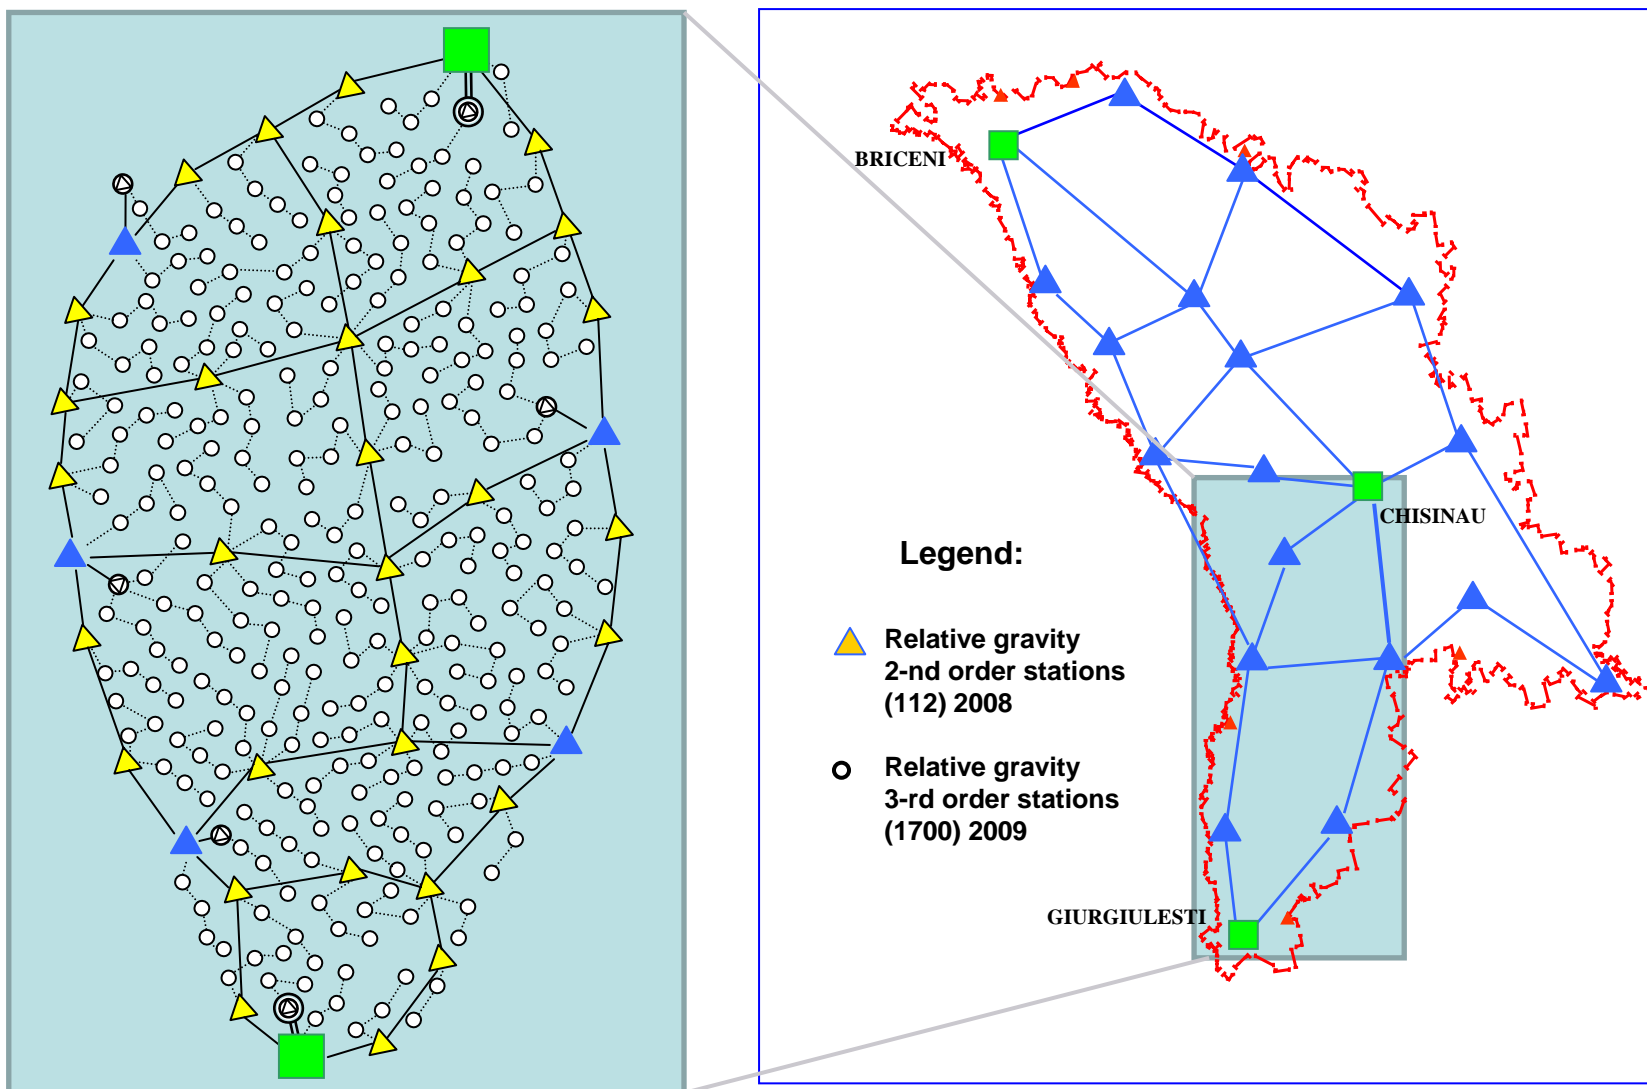 BRICENI
CHISINAU
Legend:
Relative gravity
2-nd order stations
(112) 2008
Relative gravity
3-rd order stations
(1700) 2009
GIURGIULESTI